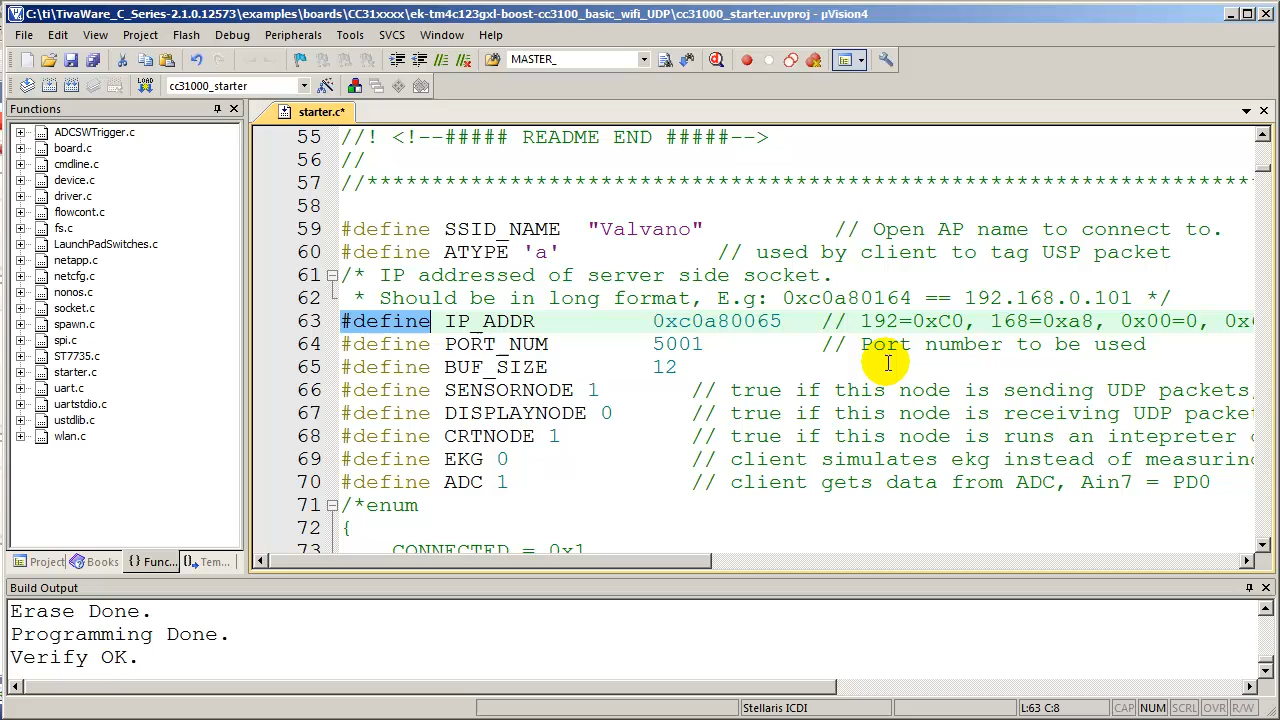 C:\ti\TivaWare_C_Series-2.1.0.12573\examples\boards\CC31xxxx\ek-tm4c123gxl-boost-cc3100_basic_wifi_UDP\cc31000_starter.uvproj - µVision4
File Edit View Project Flash Debug Peripherals Tools SVCS Window Help
MASTER_
LOAD cc31000_starter
Functions
ADCSWTrigger.c
board.c
cmdline.c
device.c
driver.c
flowcont.c
fs.c
LaunchPadSwitches.c
netapp.c
netcfg.c
nonos.c
socket.c
spawn.c
spi.c
ST7735.c
starter.c
uart.c
uartstdio.c
ustdlib.c
wlan.c
Project Books {} Func... Tem...
starter.c*
55 //! <!--##### README END #####-->
56 //
57 //*********************************************************************
58
59 #define SSID_NAME "Valvano" // Open AP name to connect to.
60 #define ATYPE 'a' // used by client to tag USP packet
61 /* IP addressed of server side socket.
62 * Should be in long format, E.g: 0xc0a80164 == 192.168.0.101 */
63 #define IP_ADDR 0xc0a80065 // 192=0xC0, 168=0xa8, 0x00=0,
64 #define PORT_NUM 5001 // Port number to be used
65 #define BUF_SIZE 12
66 #define SENSORNODE 1 // true if this node is sending UDP packets
67 #define DISPLAYNODE 0 // true if this node is receiving UDP packet
68 #define CRTNODE 1 // true if this node is runs an intepreter
69 #define EKG 0 // client simulates ekg instead of measurin
70 #define ADC 1 // client gets data from ADC, Ain7 = PD0
71 /*enum
72 {
73 CONNECTED = 0x1
Build Output
Erase Done.
Programming Done.
Verify OK.
Stellaris ICDI L:63 C:8 CAP NUM SCRL OVR R/W